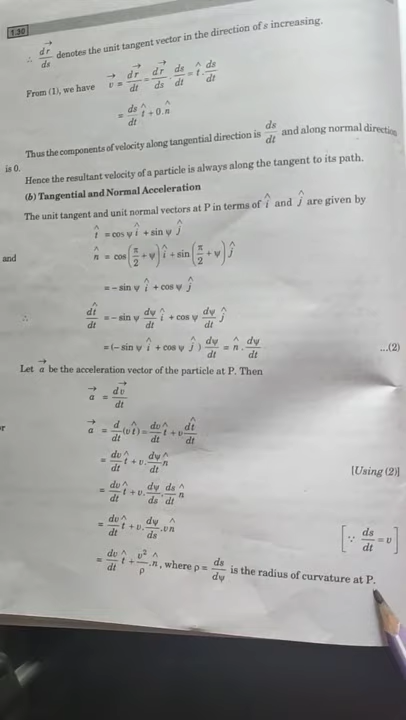 1.30
∴ dr⃗/ds denotes the unit tangent vector in the direction of s increasing.
From (1), we have v⃗ = dr⃗/dt = dr⃗/ds · ds/dt = t̂ · ds/dt
= ds/dt t̂ + 0.n̂
Thus the components of velocity along tangential direction is ds/dt and along normal direction
is 0.
Hence the resultant velocity of a particle is always along the tangent to its path.
(b) Tangential and Normal Acceleration
The unit tangent and unit normal vectors at P in terms of î and ĵ are given by
t̂ = cos ψ î + sin ψ ĵ
and n̂ = cos(π/2 + ψ) î + sin(π/2 + ψ) ĵ
= – sin ψ î + cos ψ ĵ
∴ dt̂/dt = – sin ψ dψ/dt î + cos ψ dψ/dt ĵ
= (– sin ψ î + cos ψ ĵ) dψ/dt = n̂ · dψ/dt ...(2)
Let a⃗ be the acceleration vector of the particle at P. Then
a⃗ = dv⃗/dt
or a⃗ = d/dt (v t̂) = dv/dt t̂ + v dt̂/dt
= dv/dt t̂ + v. dψ/dt n̂ [Using (2)]
= dv/dt t̂ + v. dψ/ds . ds/dt n̂
= dv/dt t̂ + v. dψ/ds . v n̂ [∵ ds/dt = v]
= dv/dt t̂ + v²/ρ . n̂, where ρ = ds/dψ is the radius of curvature at P.